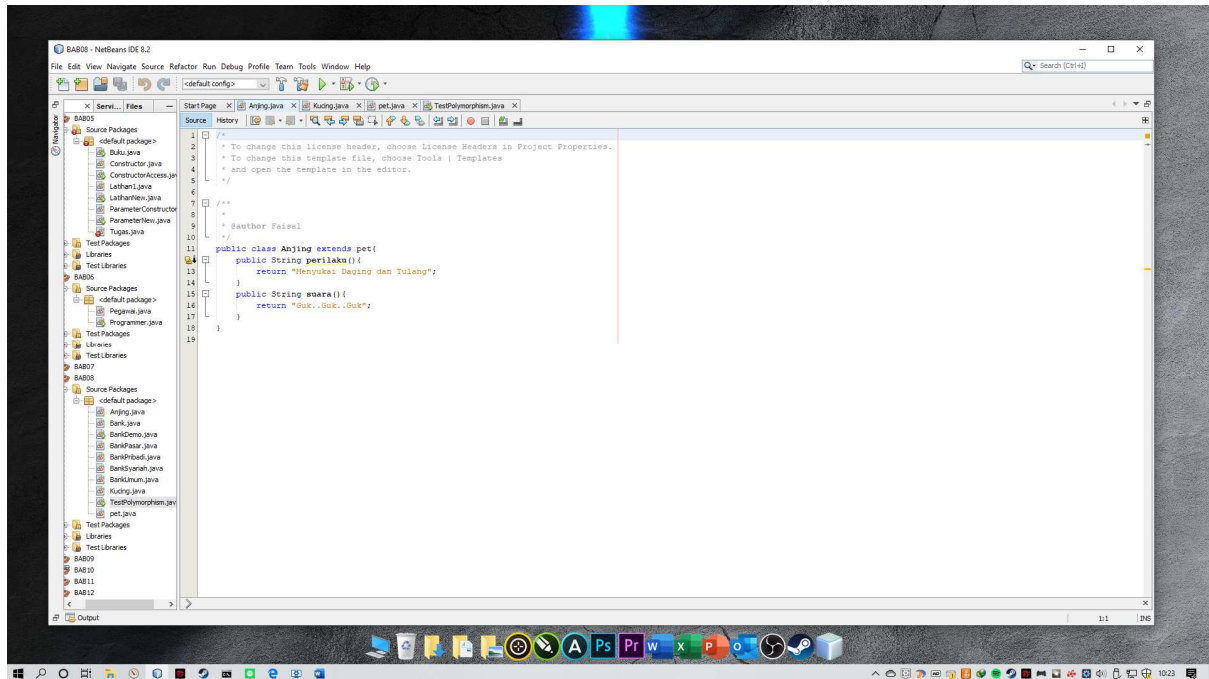 BAB08 - NetBeans IDE 8.2
File Edit View Navigate Source Refactor Run Debug Profile Team Tools Window Help
Search (Ctrl+I)
<default config>
Servi... Files
Start Page Anjing.java Kucing.java pet.java TestPolymorphism.java
Navigator
Source History
BAB05
Source Packages
<default package>
Buku.java
Constructor.java
ConstructorAccess.jav
Latihan1.java
LatihanNew.java
ParameterConstructor
ParameterNew.java
Tugas.java
Test Packages
Libraries
Test Libraries
BAB06
Source Packages
<default package>
Pegawai.java
Programmer.java
Test Packages
Libraries
Test Libraries
BAB07
BAB08
Source Packages
<default package>
Anjing.java
Bank.java
BankDemo.java
BankPasar.java
BankPribadi.java
BankSyariah.java
BankUmum.java
Kucing.java
TestPolymorphism.jav
pet.java
Test Packages
Libraries
Test Libraries
BAB09
BAB10
BAB11
BAB12
1 /*
2 * To change this license header, choose License Headers in Project Properties.
3 * To change this template file, choose Tools | Templates
4 * and open the template in the editor.
5 */
6
7 /**
8 *
9 * @author Faisal
10 */
11 public class Anjing extends pet{
public String perilaku(){
13 return "Menyukai Daging dan Tulang";
14 }
15 public String suara(){
16 return "Guk..Guk..Guk";
17 }
18 }
19
Output
1:1 INS
A Ps Pr W X P O
10:23